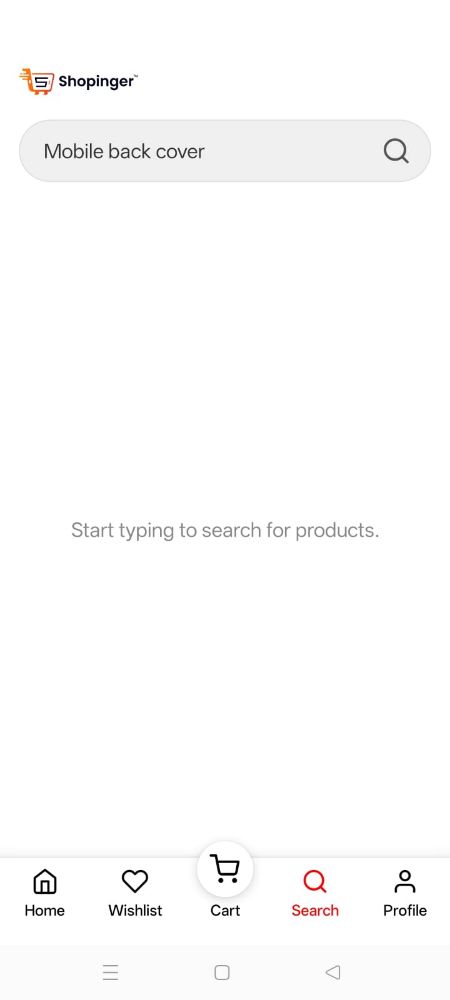 Shopinger™
Mobile back cover
Start typing to search for products.
Home Wishlist Cart Search Profile